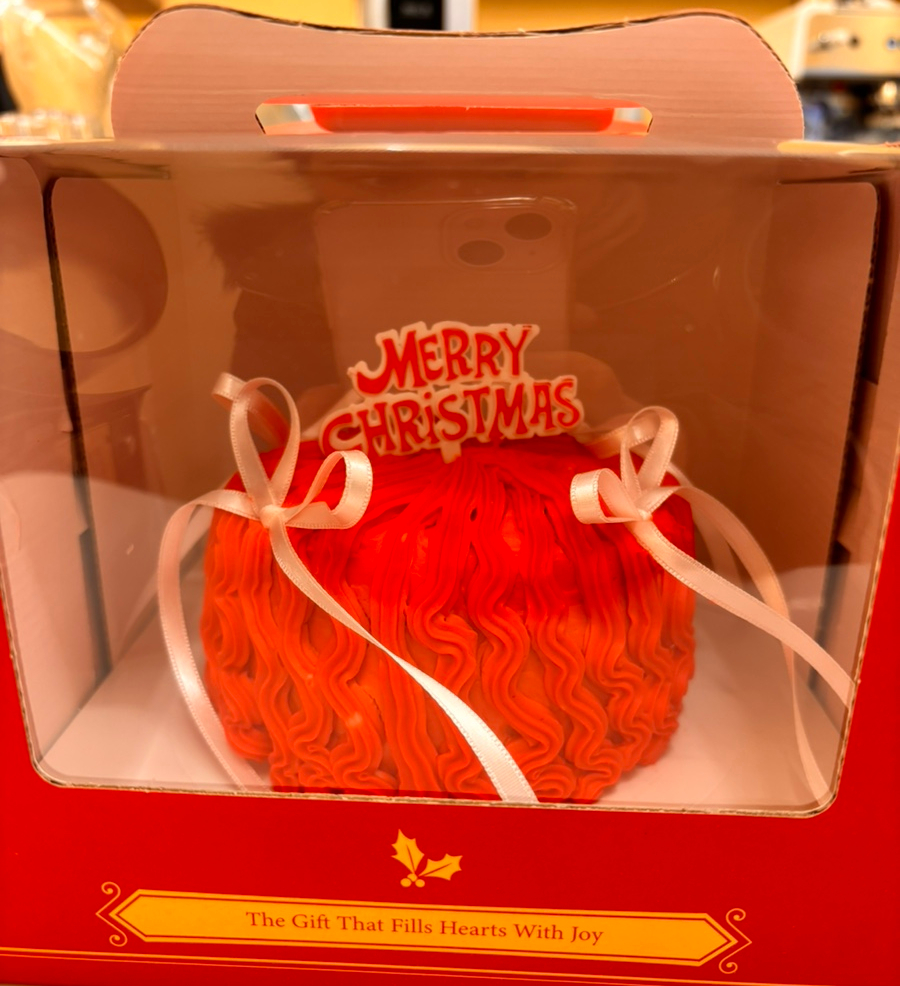 MERRY
CHRiSTMAS
The Gift That Fills Hearts With Joy